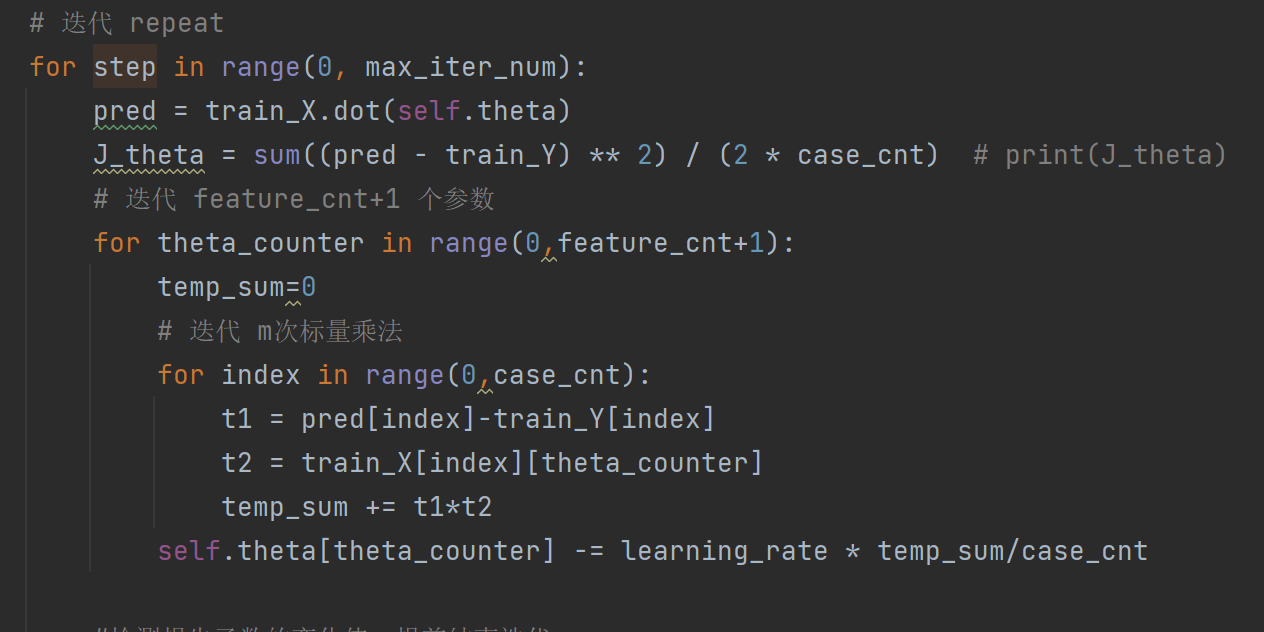 # 迭代 repeat
for step in range(0, max_iter_num):
    pred = train_X.dot(self.theta)
    J_theta = sum((pred - train_Y) ** 2) / (2 * case_cnt)  # print(J_theta)
    # 迭代 feature_cnt+1 个参数
    for theta_counter in range(0,feature_cnt+1):
        temp_sum=0
        # 迭代 m次标量乘法
        for index in range(0,case_cnt):
            t1 = pred[index]-train_Y[index]
            t2 = train_X[index][theta_counter]
            temp_sum += t1*t2
        self.theta[theta_counter] -= learning_rate * temp_sum/case_cnt